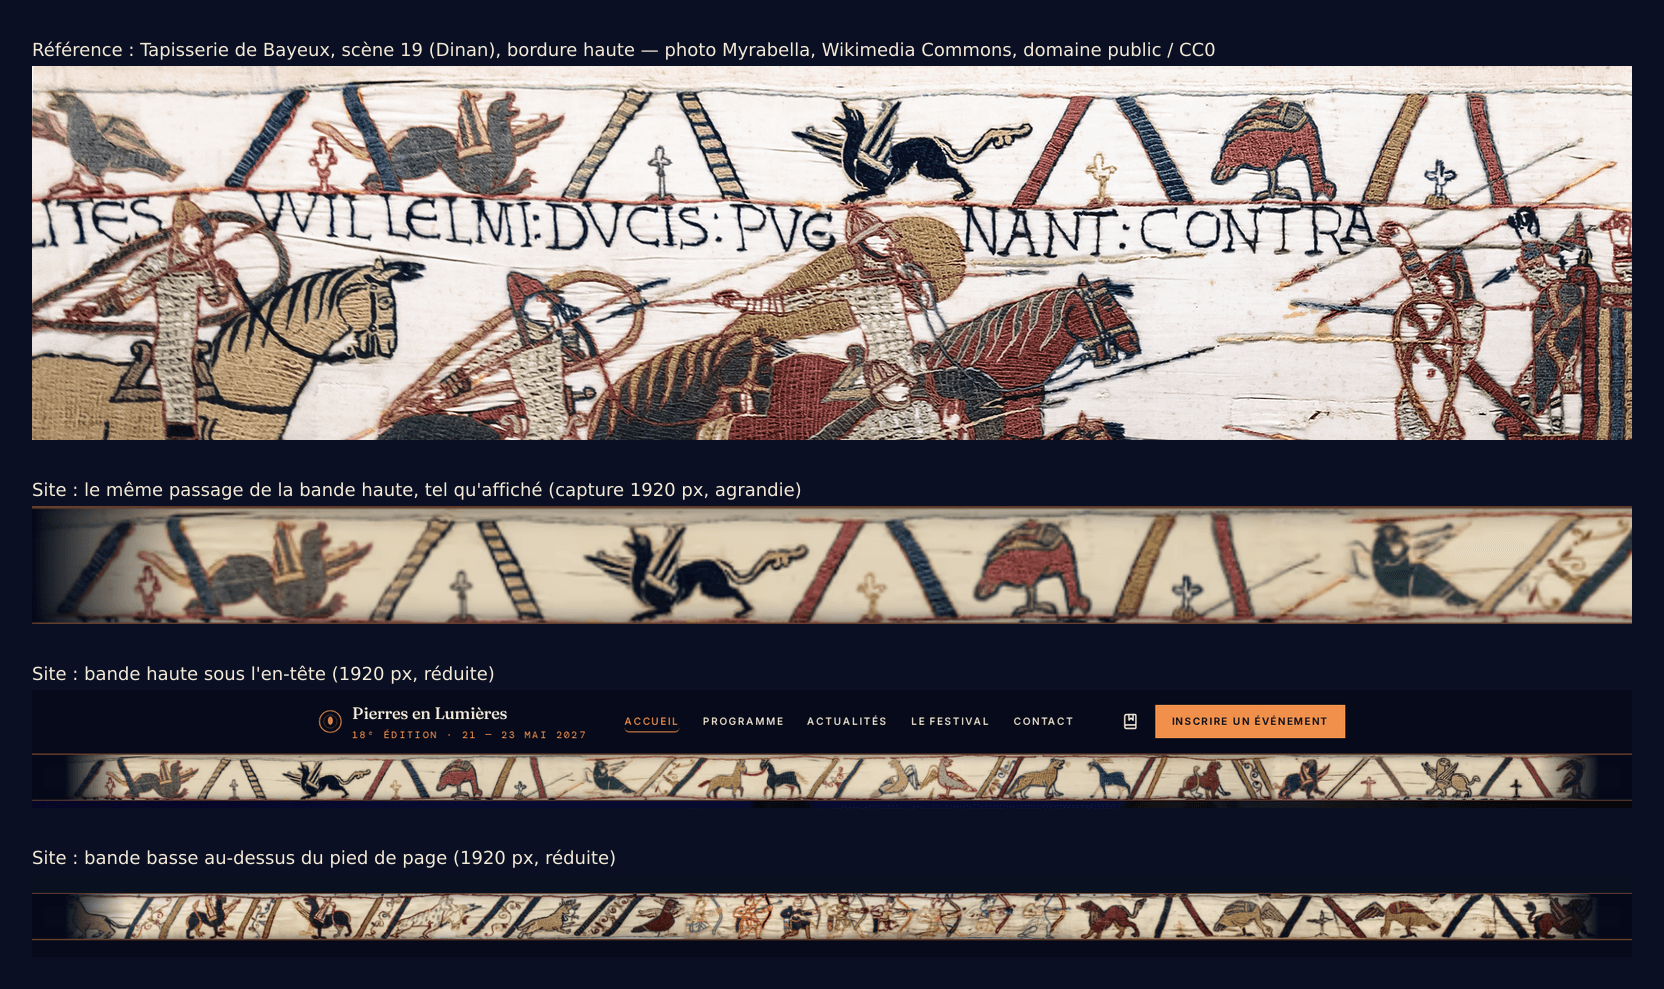 Référence : Tapisserie de Bayeux, scène 19 (Dinan), bordure haute — photo Myrabella, Wikimedia Commons, domaine public / CC0
LITES VVILLELMI:DVCIS: PVG NANT: CONTRA
Site : le même passage de la bande haute, tel qu'affiché (capture 1920 px, agrandie)
Site : bande haute sous l'en-tête (1920 px, réduite)
Pierres en Lumières
18ᵉ ÉDITION · 21 — 23 MAI 2027
ACCUEIL PROGRAMME ACTUALITÉS LE FESTIVAL CONTACT INSCRIRE UN ÉVÉNEMENT
Site : bande basse au-dessus du pied de page (1920 px, réduite)